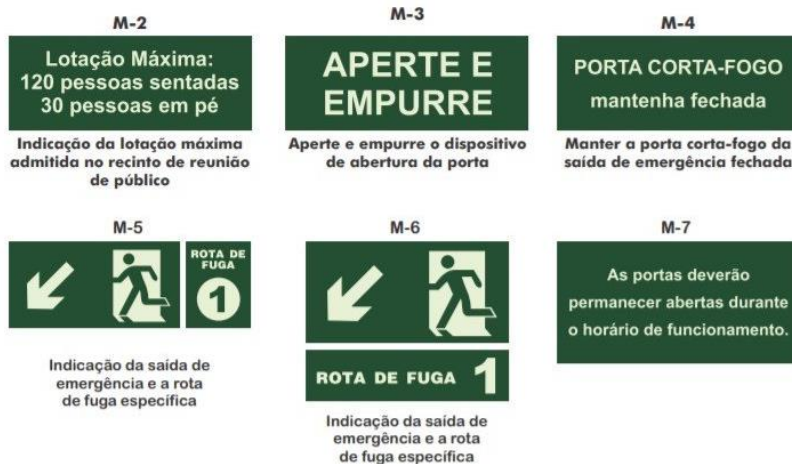 M-2
Lotação Máxima:
120 pessoas sentadas
30 pessoas em pé
Indicação da lotação máxima
admitida no recinto de reunião
de público
M-3
APERTE E
EMPURRE
Aperte e empurre o dispositivo
de abertura da porta
M-4
PORTA CORTA-FOGO
mantenha fechada
Manter a porta corta-fogo da
saída de emergência fechada
M-5
ROTA DE
FUGA
1
Indicação da saída de
emergência e a rota
de fuga específica
M-6
ROTA DE FUGA 1
Indicação da saída de
emergência e a rota
de fuga específica
M-7
As portas deverão
permanecer abertas durante
o horário de funcionamento.